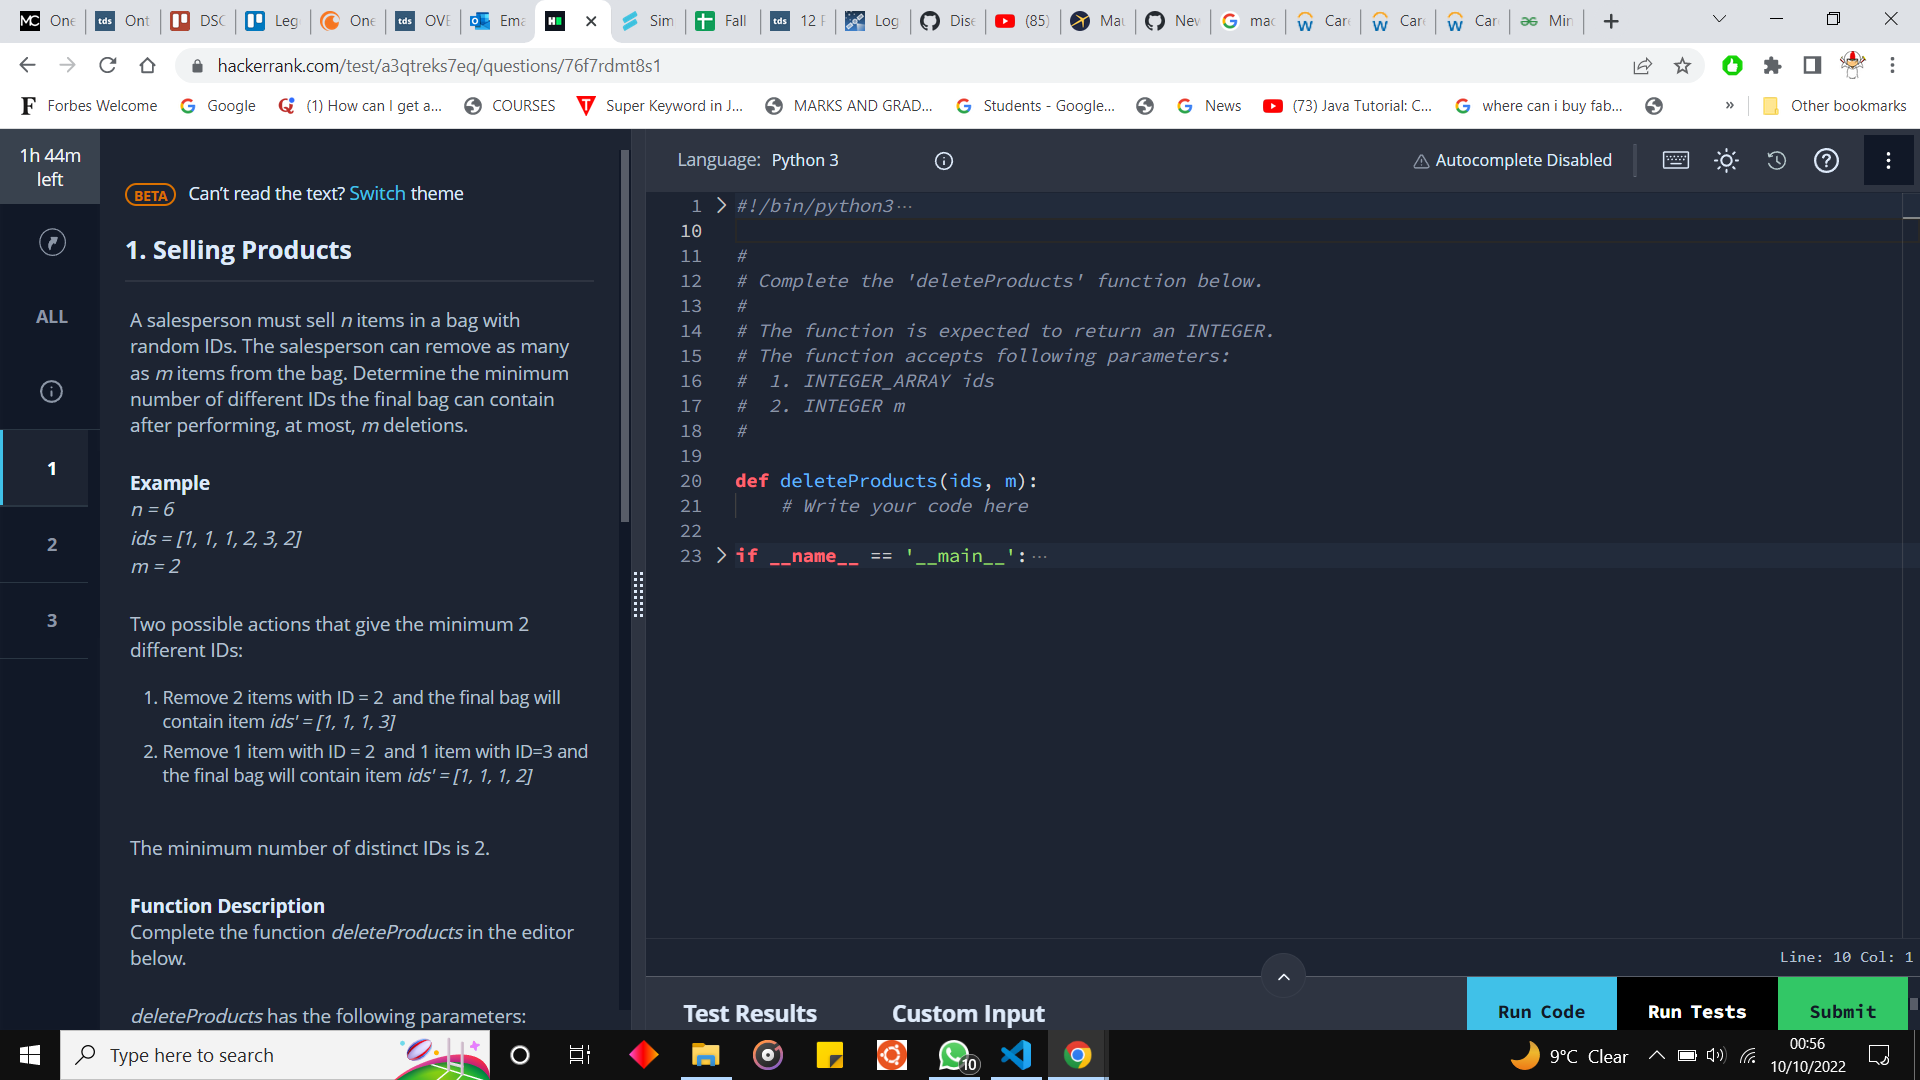 One
Ont
DSC
Leg
One
OVE
Ema
Sim
Fall
12 F
Log
Dise
(85)
Mau
New
mac
Care
Care
Care
Min
hackerrank.com/test/a3qtreks7eq/questions/76f7rdmt8s1
Forbes Welcome
Google
(1) How can I get a...
COURSES
Super Keyword in J...
MARKS AND GRAD...
Students - Google...
News
(73) Java Tutorial: C...
where can i buy fab...
»
Other bookmarks
1h 44m
left
ALL
1
2
3
BETA Can't read the text? Switch theme
1. Selling Products
A salesperson must sell n items in a bag with
random IDs. The salesperson can remove as many
as m items from the bag. Determine the minimum
number of different IDs the final bag can contain
after performing, at most, m deletions.
Example
n = 6
ids = [1, 1, 1, 2, 3, 2]
m = 2
Two possible actions that give the minimum 2
different IDs:
1. Remove 2 items with ID = 2 and the final bag will
contain item ids' = [1, 1, 1, 3]
2. Remove 1 item with ID = 2 and 1 item with ID=3 and
the final bag will contain item ids' = [1, 1, 1, 2]
The minimum number of distinct IDs is 2.
Function Description
Complete the function deleteProducts in the editor
below.
deleteProducts has the following parameters:
Language: Python 3
Autocomplete Disabled
1 #!/bin/python3···
10
11 #
12 # Complete the 'deleteProducts' function below.
13 #
14 # The function is expected to return an INTEGER.
15 # The function accepts following parameters:
16 #  1. INTEGER_ARRAY ids
17 #  2. INTEGER m
18 #
19
20 def deleteProducts(ids, m):
21     # Write your code here
22
23 if __name__ == '__main__':···
Line: 10 Col: 1
Test Results
Custom Input
Run Code
Run Tests
Submit
Type here to search
10
9°C Clear
00:56
10/10/2022